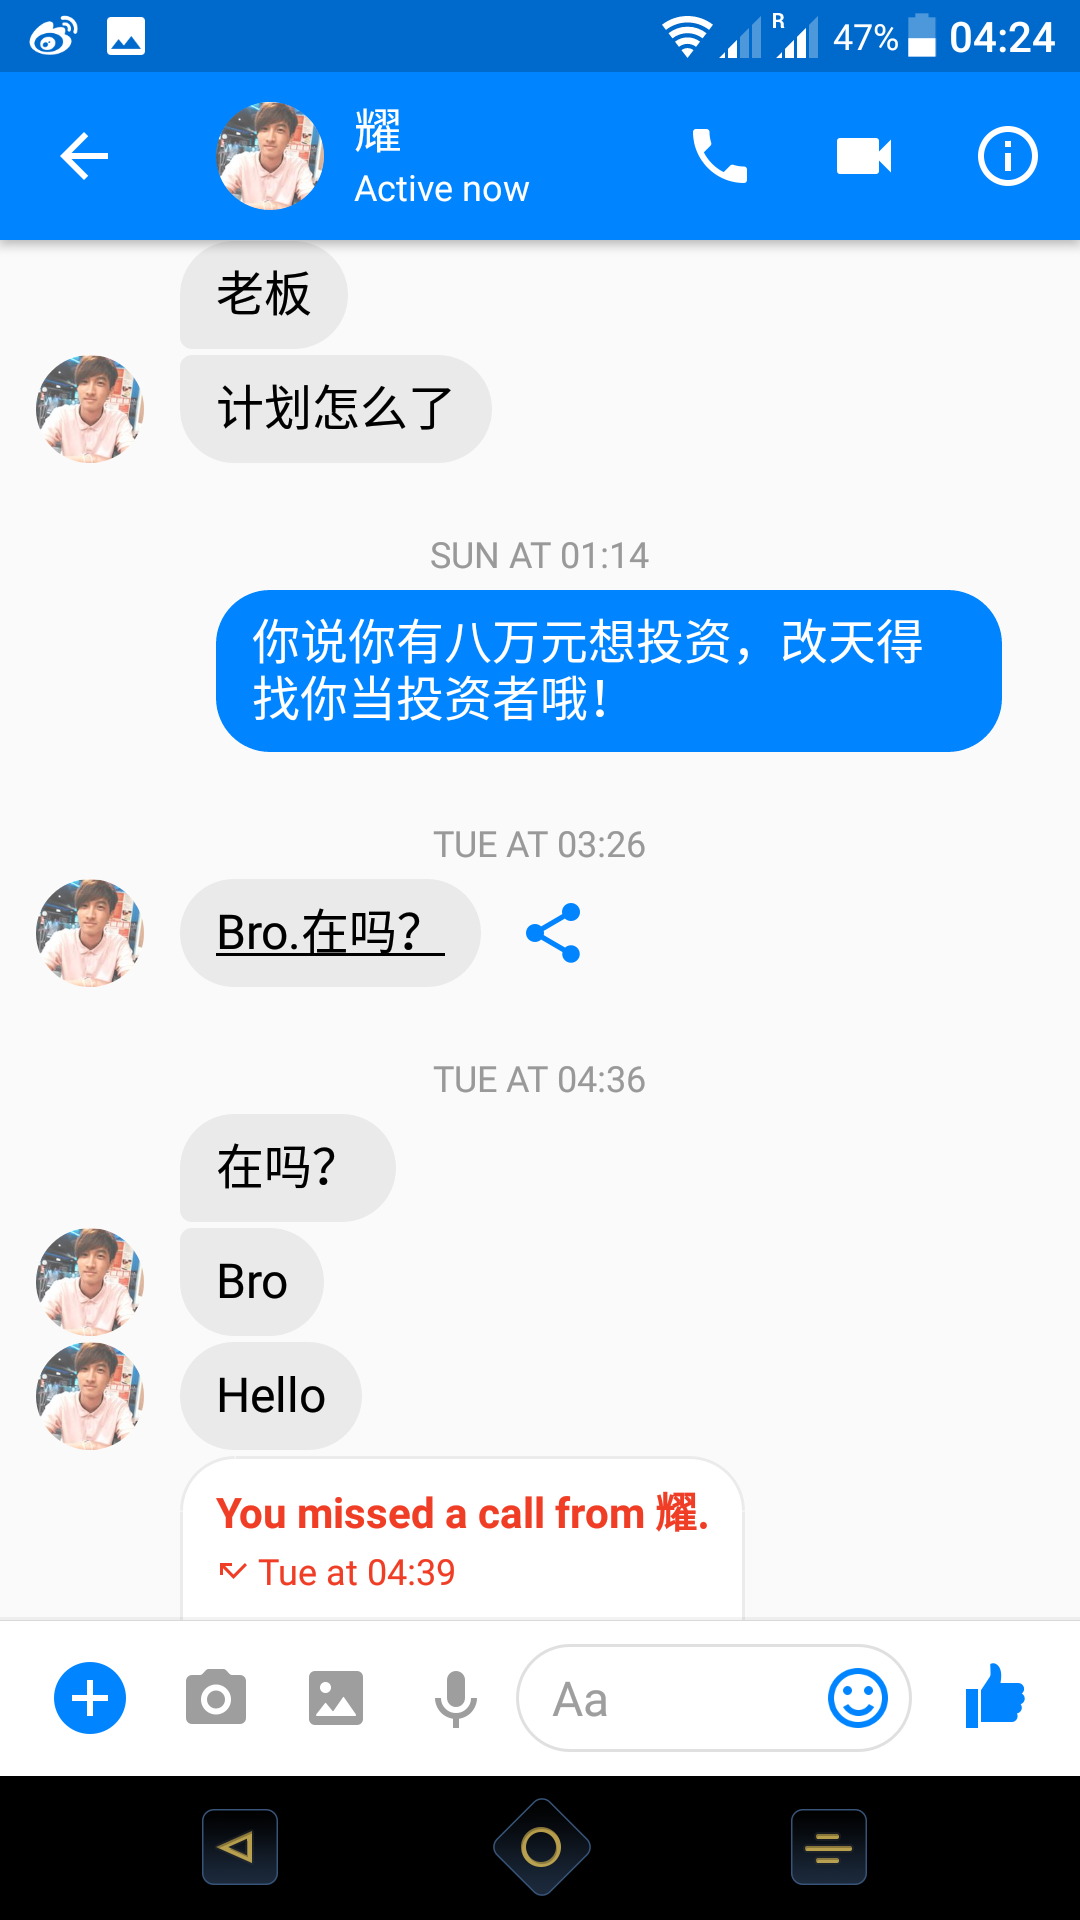 R 47% 04:24
耀
Active now
老板
计划怎么了
SUN AT 01:14
你说你有八万元想投资，改天得
找你当投资者哦！
TUE AT 03:26
Bro.在吗？
TUE AT 04:36
在吗？
Bro
Hello
You missed a call from 耀.
Tue at 04:39
Aa